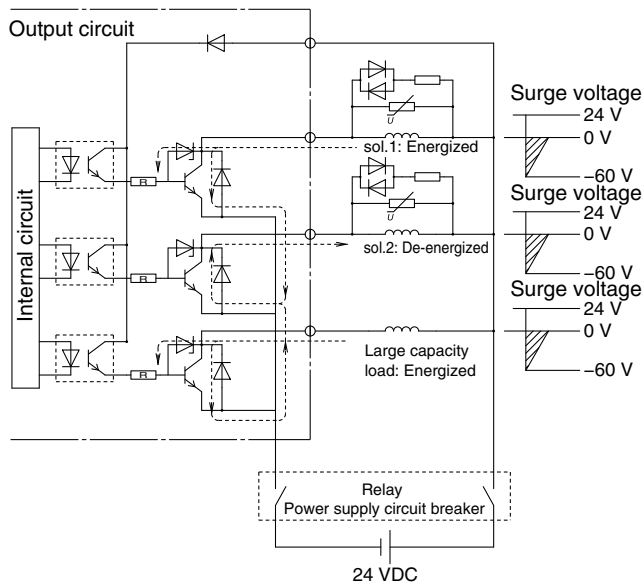 Output circuit
Internal circuit
R
R
R
U
sol.1: Energized
U
sol.2: De-energized
Large capacity
load: Energized
Surge voltage
24 V
0 V
−60 V
Surge voltage
24 V
0 V
−60 V
Surge voltage
24 V
0 V
−60 V
Relay
Power supply circuit breaker
24 VDC